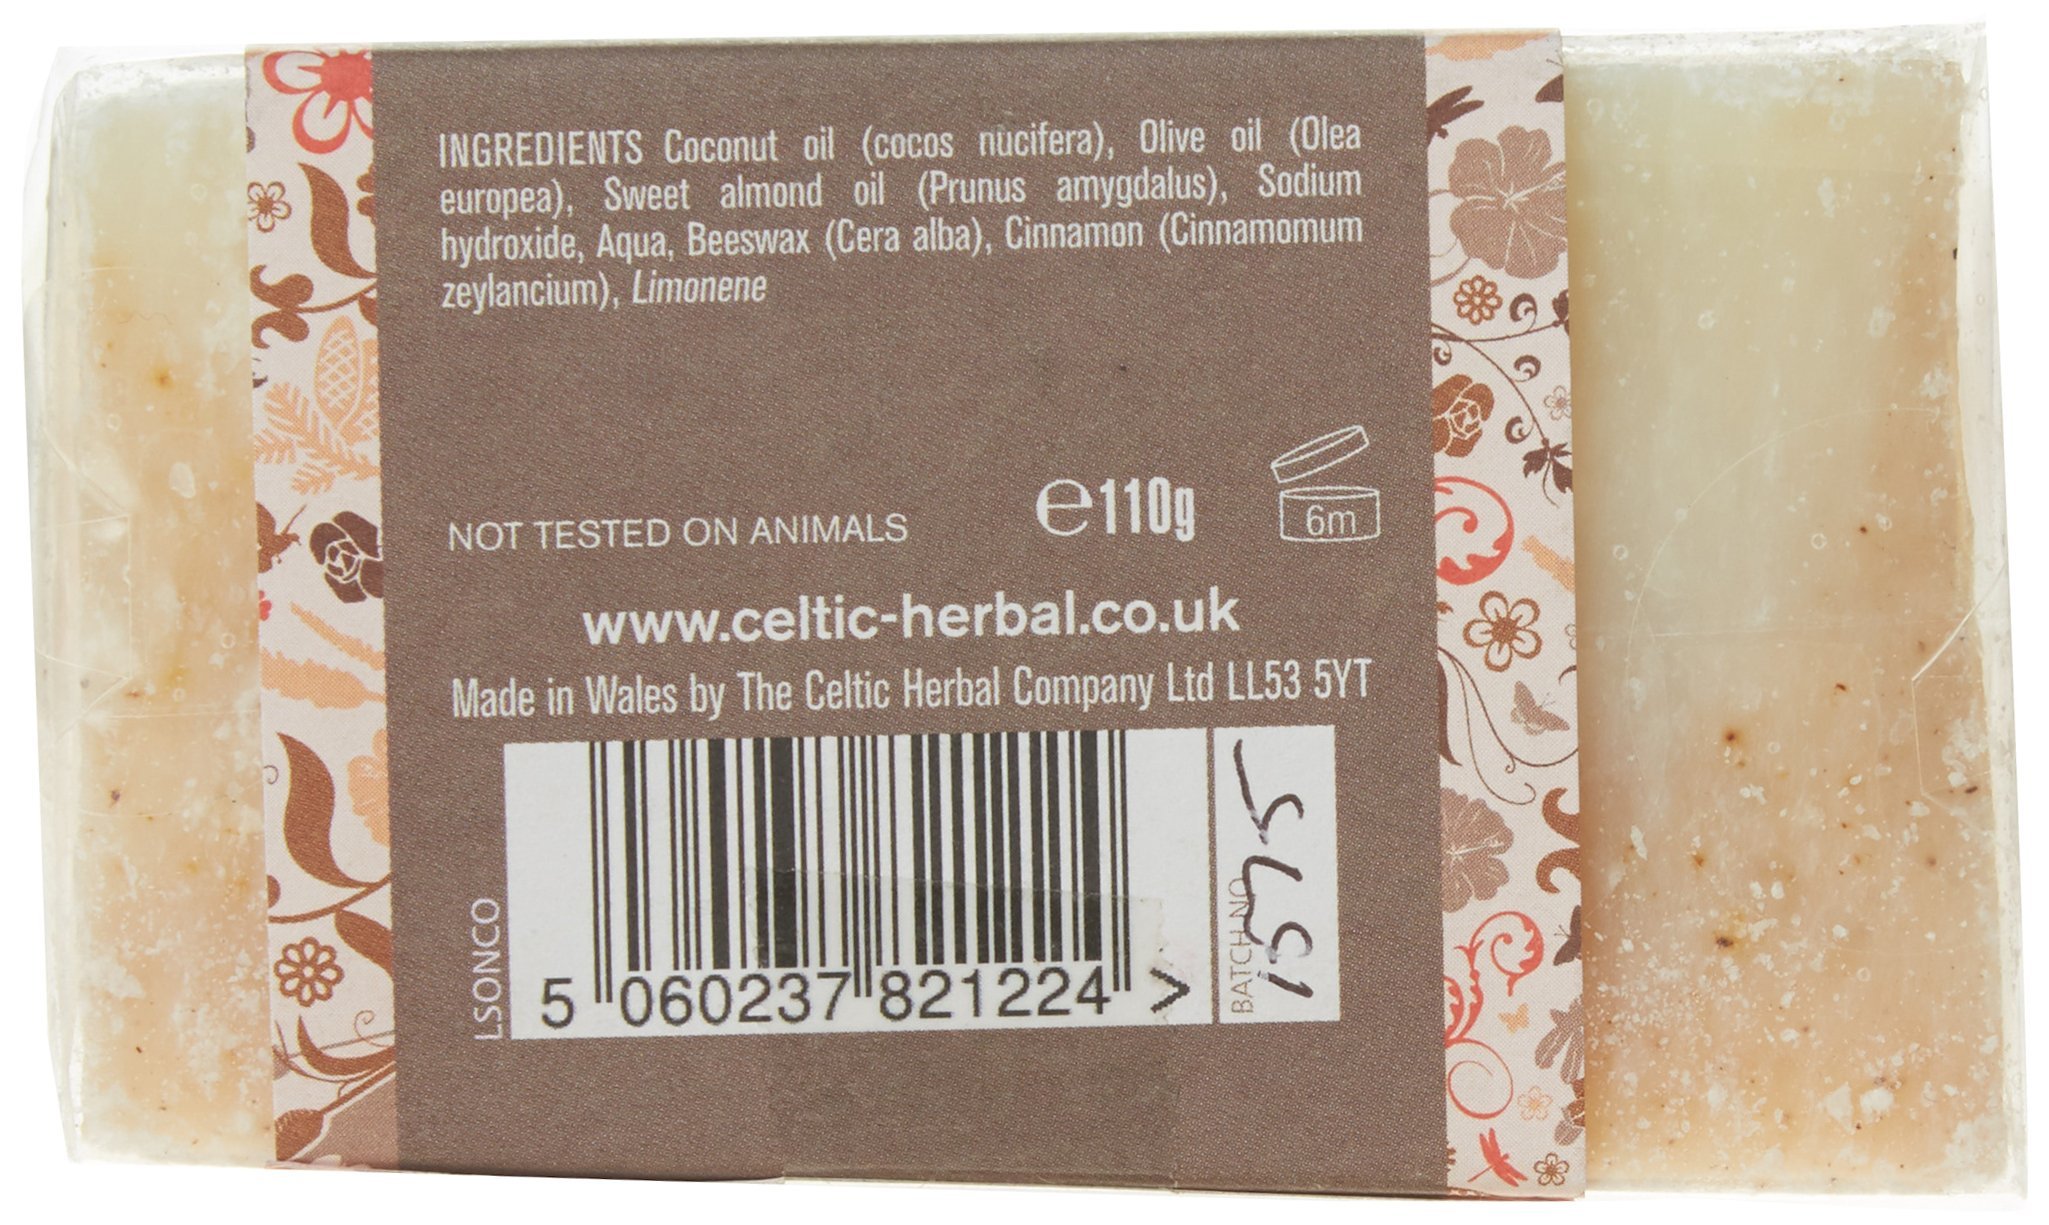 INGREDIENTS Coconut oil (cocos nucifera), Olive oil (Olea
europea), Sweet almond oil (Prunus amygdalus), Sodium
hydroxide, Aqua, Beeswax (Cera alba), Cinnamon (Cinnamomum
zeylancium), Limonene
NOT TESTED ON ANIMALS
e110g
6m
www.celtic-herbal.co.uk
Made in Wales by The Celtic Herbal Company Ltd LL53 5YT
LSONCO
5 060237 821224 >
BATCH NO